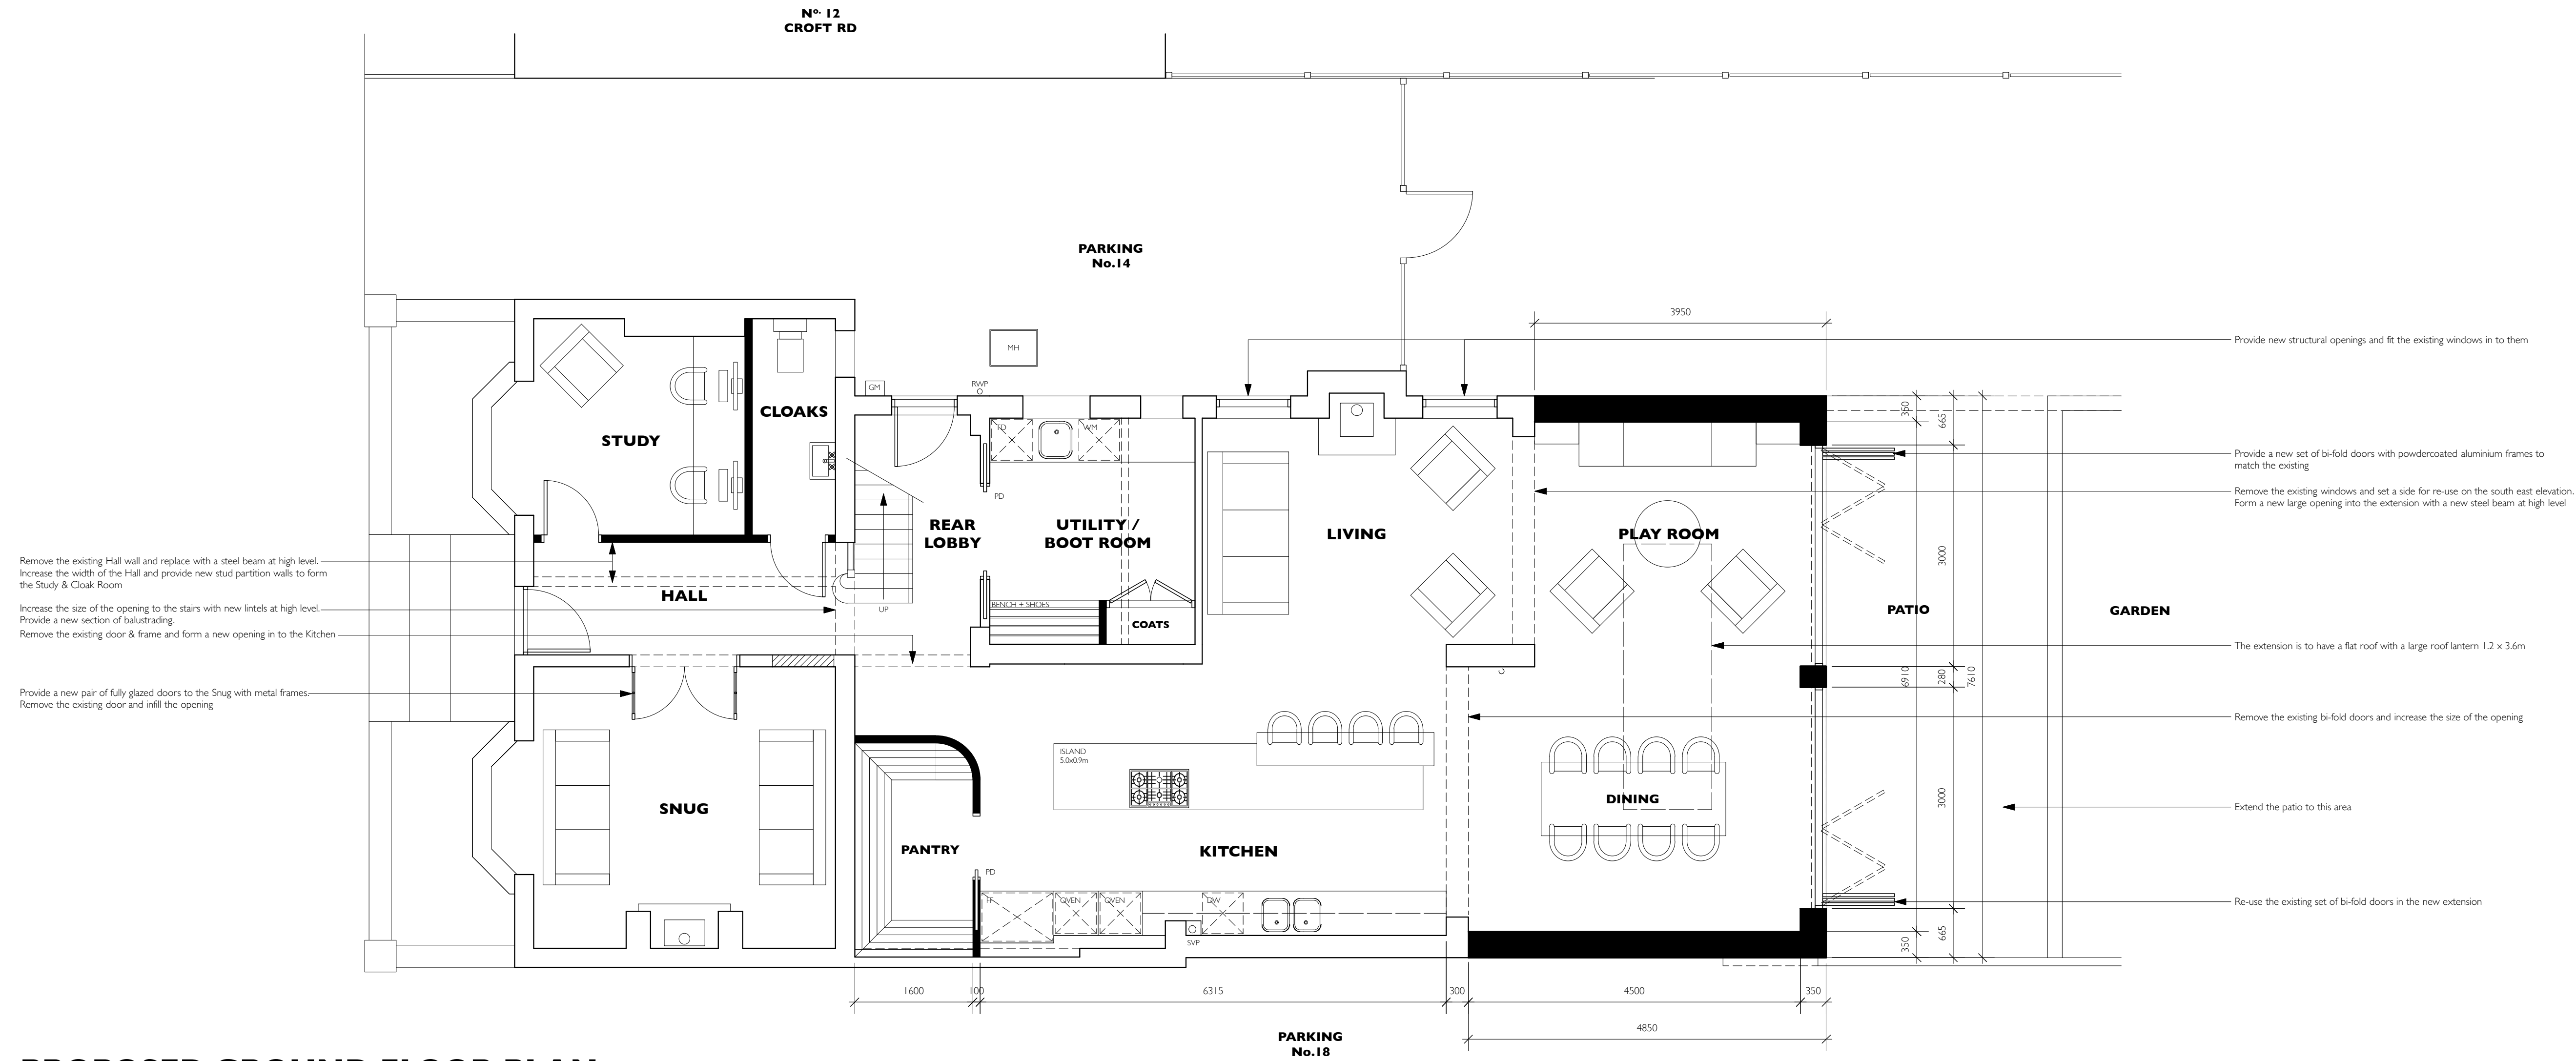 Nº. 12
CROFT RD
PARKING
No.14
3950
MH
GM
RWP
Provide new structural openings and fit the existing windows in to them
CLOAKS
STUDY
TD
WM
350
665
Provide a new set of bi-fold doors with powdercoated aluminium frames to
match the existing
PD
Remove the existing windows and set a side for re-use on the south east elevation.
Form a new large opening into the extension with a new steel beam at high level
REAR
LOBBY
UTILITY /
BOOT ROOM
LIVING
PLAY ROOM
3000
Remove the existing Hall wall and replace with a steel beam at high level.
Increase the width of the Hall and provide new stud partition walls to form
the Study & Cloak Room
HALL
UP
BENCH + SHOES
COATS
PATIO
GARDEN
Increase the size of the opening to the stairs with new lintels at high level.
Provide a new section of balustrading.
Remove the existing door & frame and form a new opening in to the Kitchen
The extension is to have a flat roof with a large roof lantern 1.2 x 3.6m
6910
280
7610
Provide a new pair of fully glazed doors to the Snug with metal frames.
Remove the existing door and infill the opening
Remove the existing bi-fold doors and increase the size of the opening
ISLAND
5.0x0.9m
SNUG
DINING
3000
Extend the patio to this area
PANTRY
KITCHEN
PD
FF
OVEN
OVEN
DW
Re-use the existing set of bi-fold doors in the new extension
SVP
350
665
1600
100
6315
300
4500
350
4850
PARKING
No.18
PROPOSED GROUND FLOOR PLAN